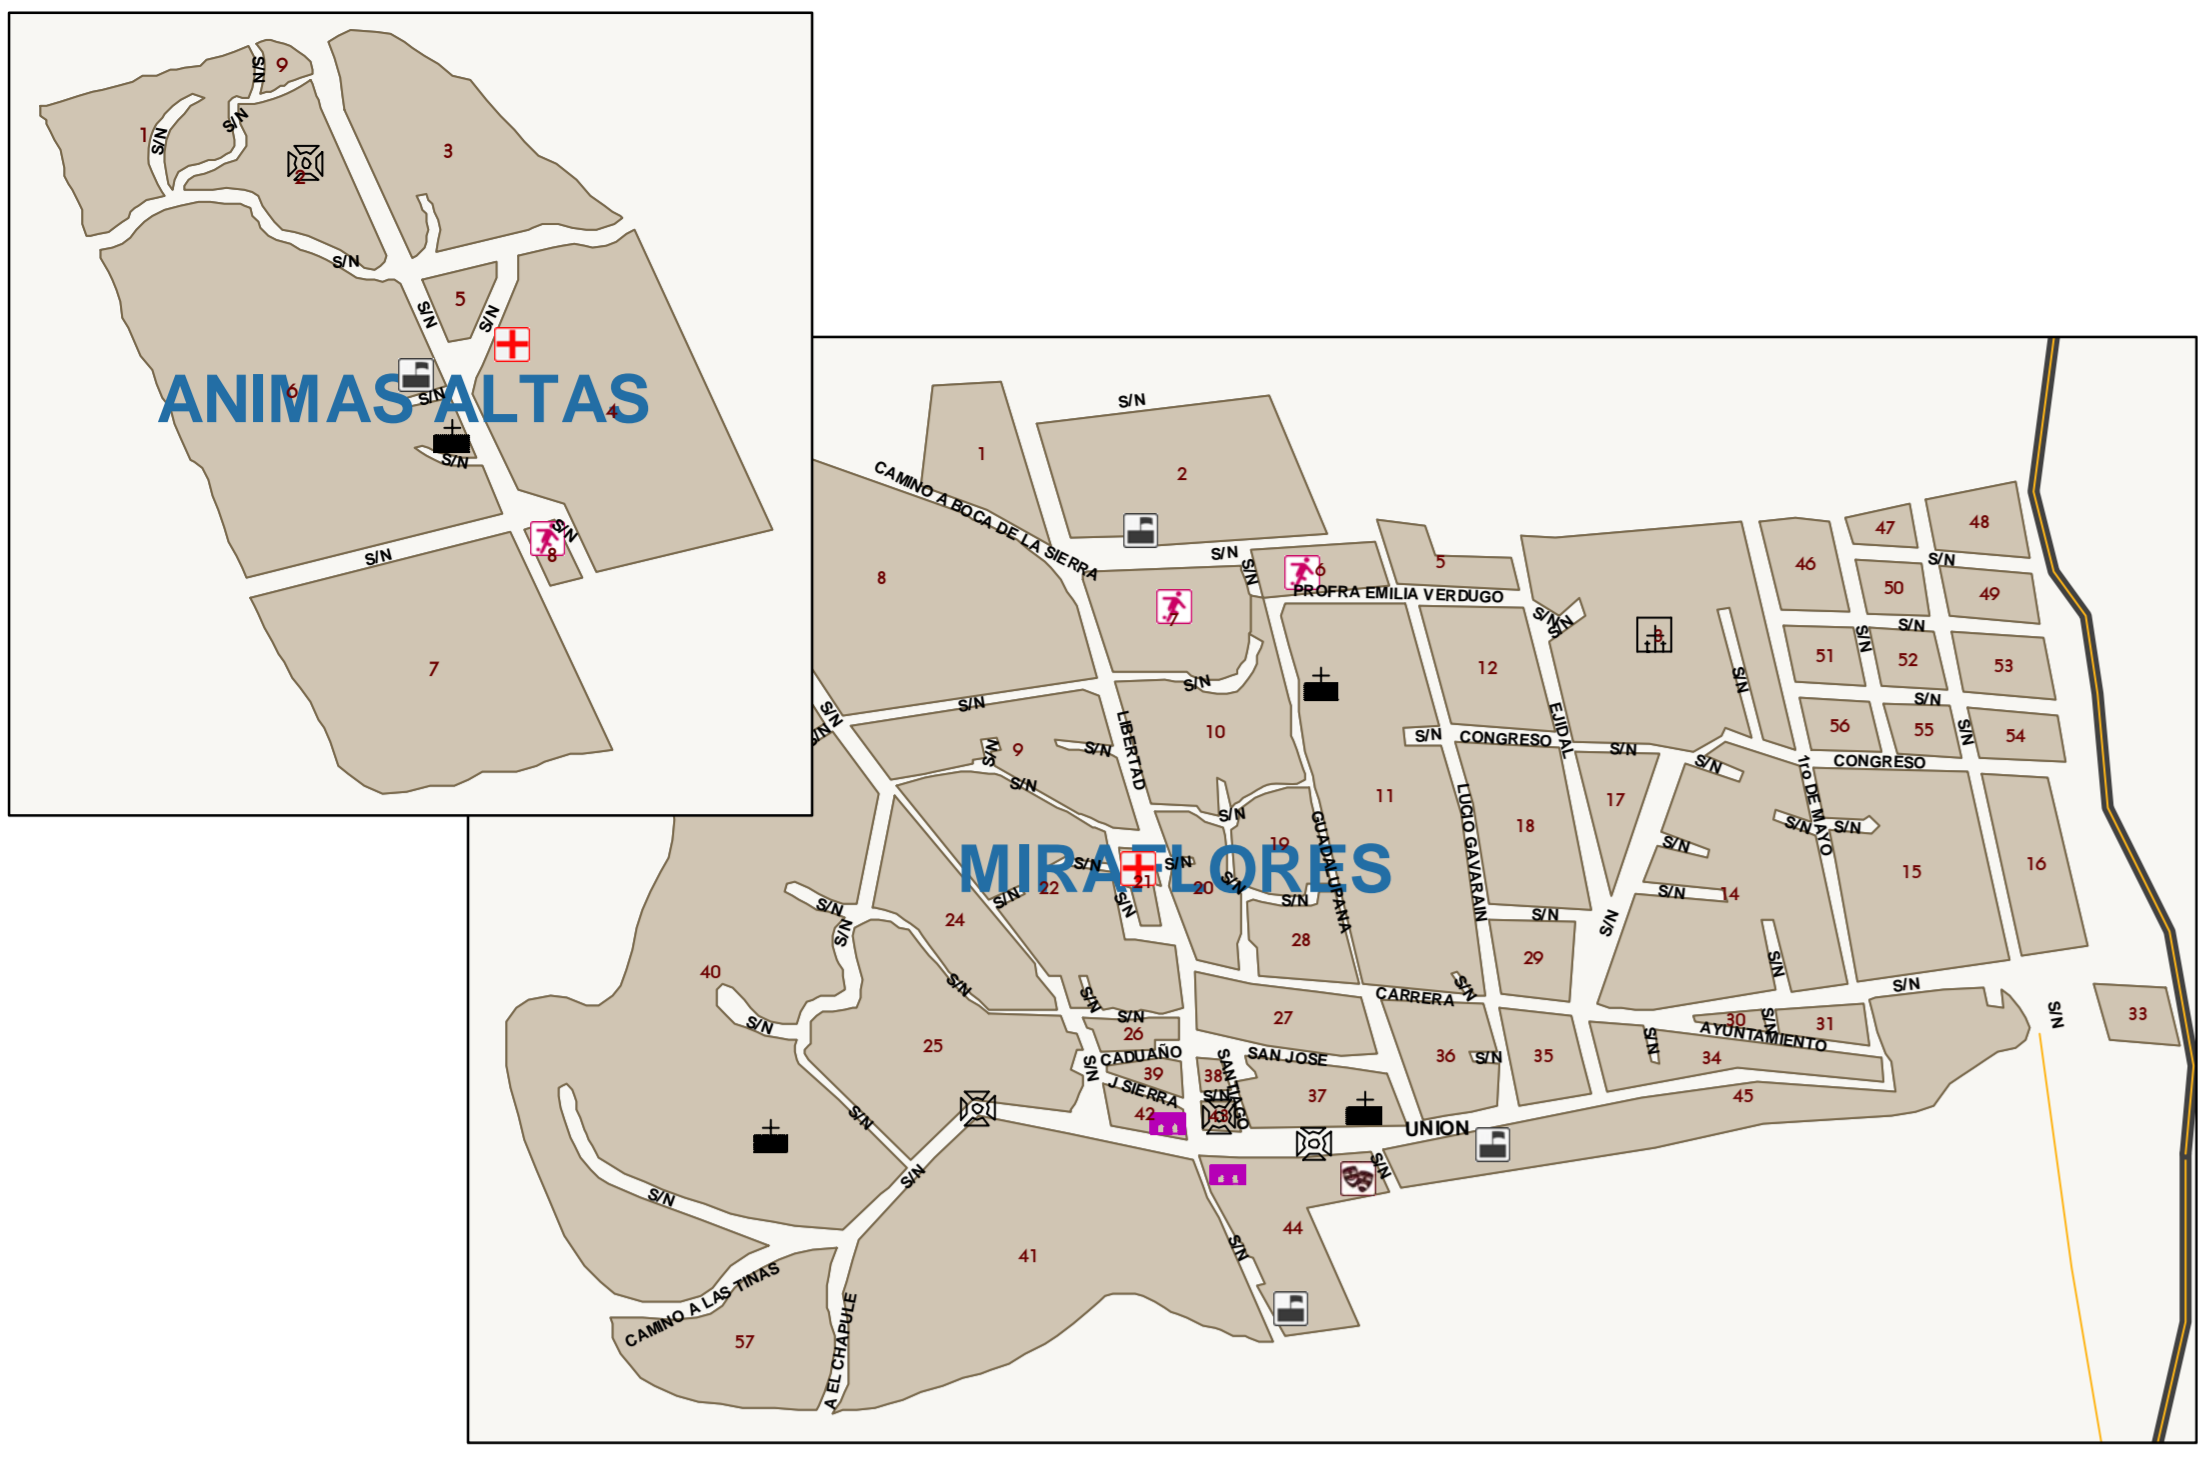 S/N
9
1
S/N
S/N
3
2
S/N
5
S/N
S/N
ANIMAS ALTAS
6
S/N
4
S/N
S/N
8
S/N
7
S/N
1
2
CAMINO A BOCA DE LA SIERRA
S/N
S/N
8
7
6
5
PROFRA EMILIA VERDUGO
S/N
S/N
3
47
48
46
S/N
50
49
S/N
51
S/N
52
53
S/N
56
55
S/N
54
CONGRESO
12
S/N
S/N
S/N
S/N
S/N
LIBERTAD
10
S/N
CONGRESO
EJIDAL
S/N
S/N
1ro DE MAYO
S/N
9
S/N
S/N
11
LUCIO GAVARAIN
18
17
S/N
S/N
15
16
S/N
GUADALUPANA
19
MIRAFLORES
S/N
S/N
21
22
S/N
S/N
20
S/N
S/N
28
S/N
S/N
S/N
14
S/N
29
S/N
S/N
24
S/N
S/N
40
S/N
S/N
S/N
CARRERA
S/N
S/N
S/N
33
S/N
S/N
26
27
30
S/N
31
AYUNTAMIENTO
25
S/N
CADUAÑO
SAN JOSE
36
S/N
35
S/N
34
39
J SIERRA
38
SANTIAGO
S/N
37
45
42
43
UNION
S/N
S/N
S/N
S/N
44
S/N
41
CAMINO A LAS TINAS
57
A EL CHAPULE